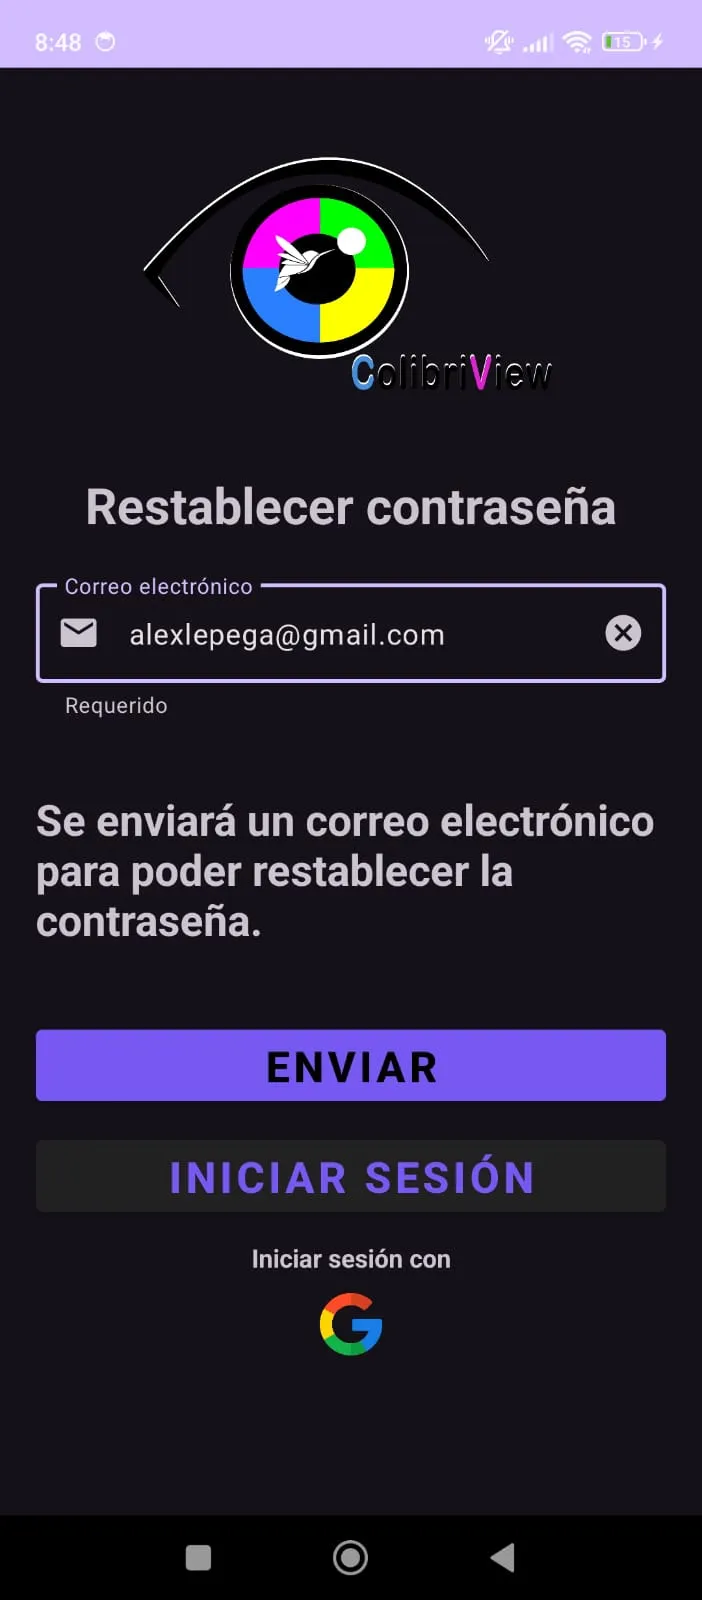 8:48
15
ColibriView
Restablecer contraseña
Correo electrónico
alexlepega@gmail.com
Requerido
Se enviará un correo electrónico
para poder restablecer la
contraseña.
ENVIAR
INICIAR SESIÓN
Iniciar sesión con